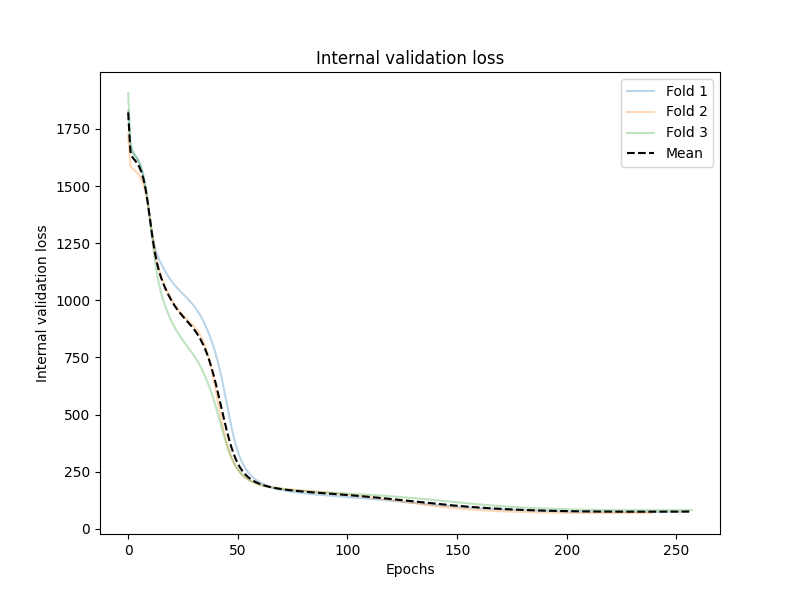 Internal validation loss
Fold 1
Fold 2
Fold 3
Mean
Internal validation loss
1750
1500
1250
1000
750
500
250
0
0 50 100 150 200 250
Epochs